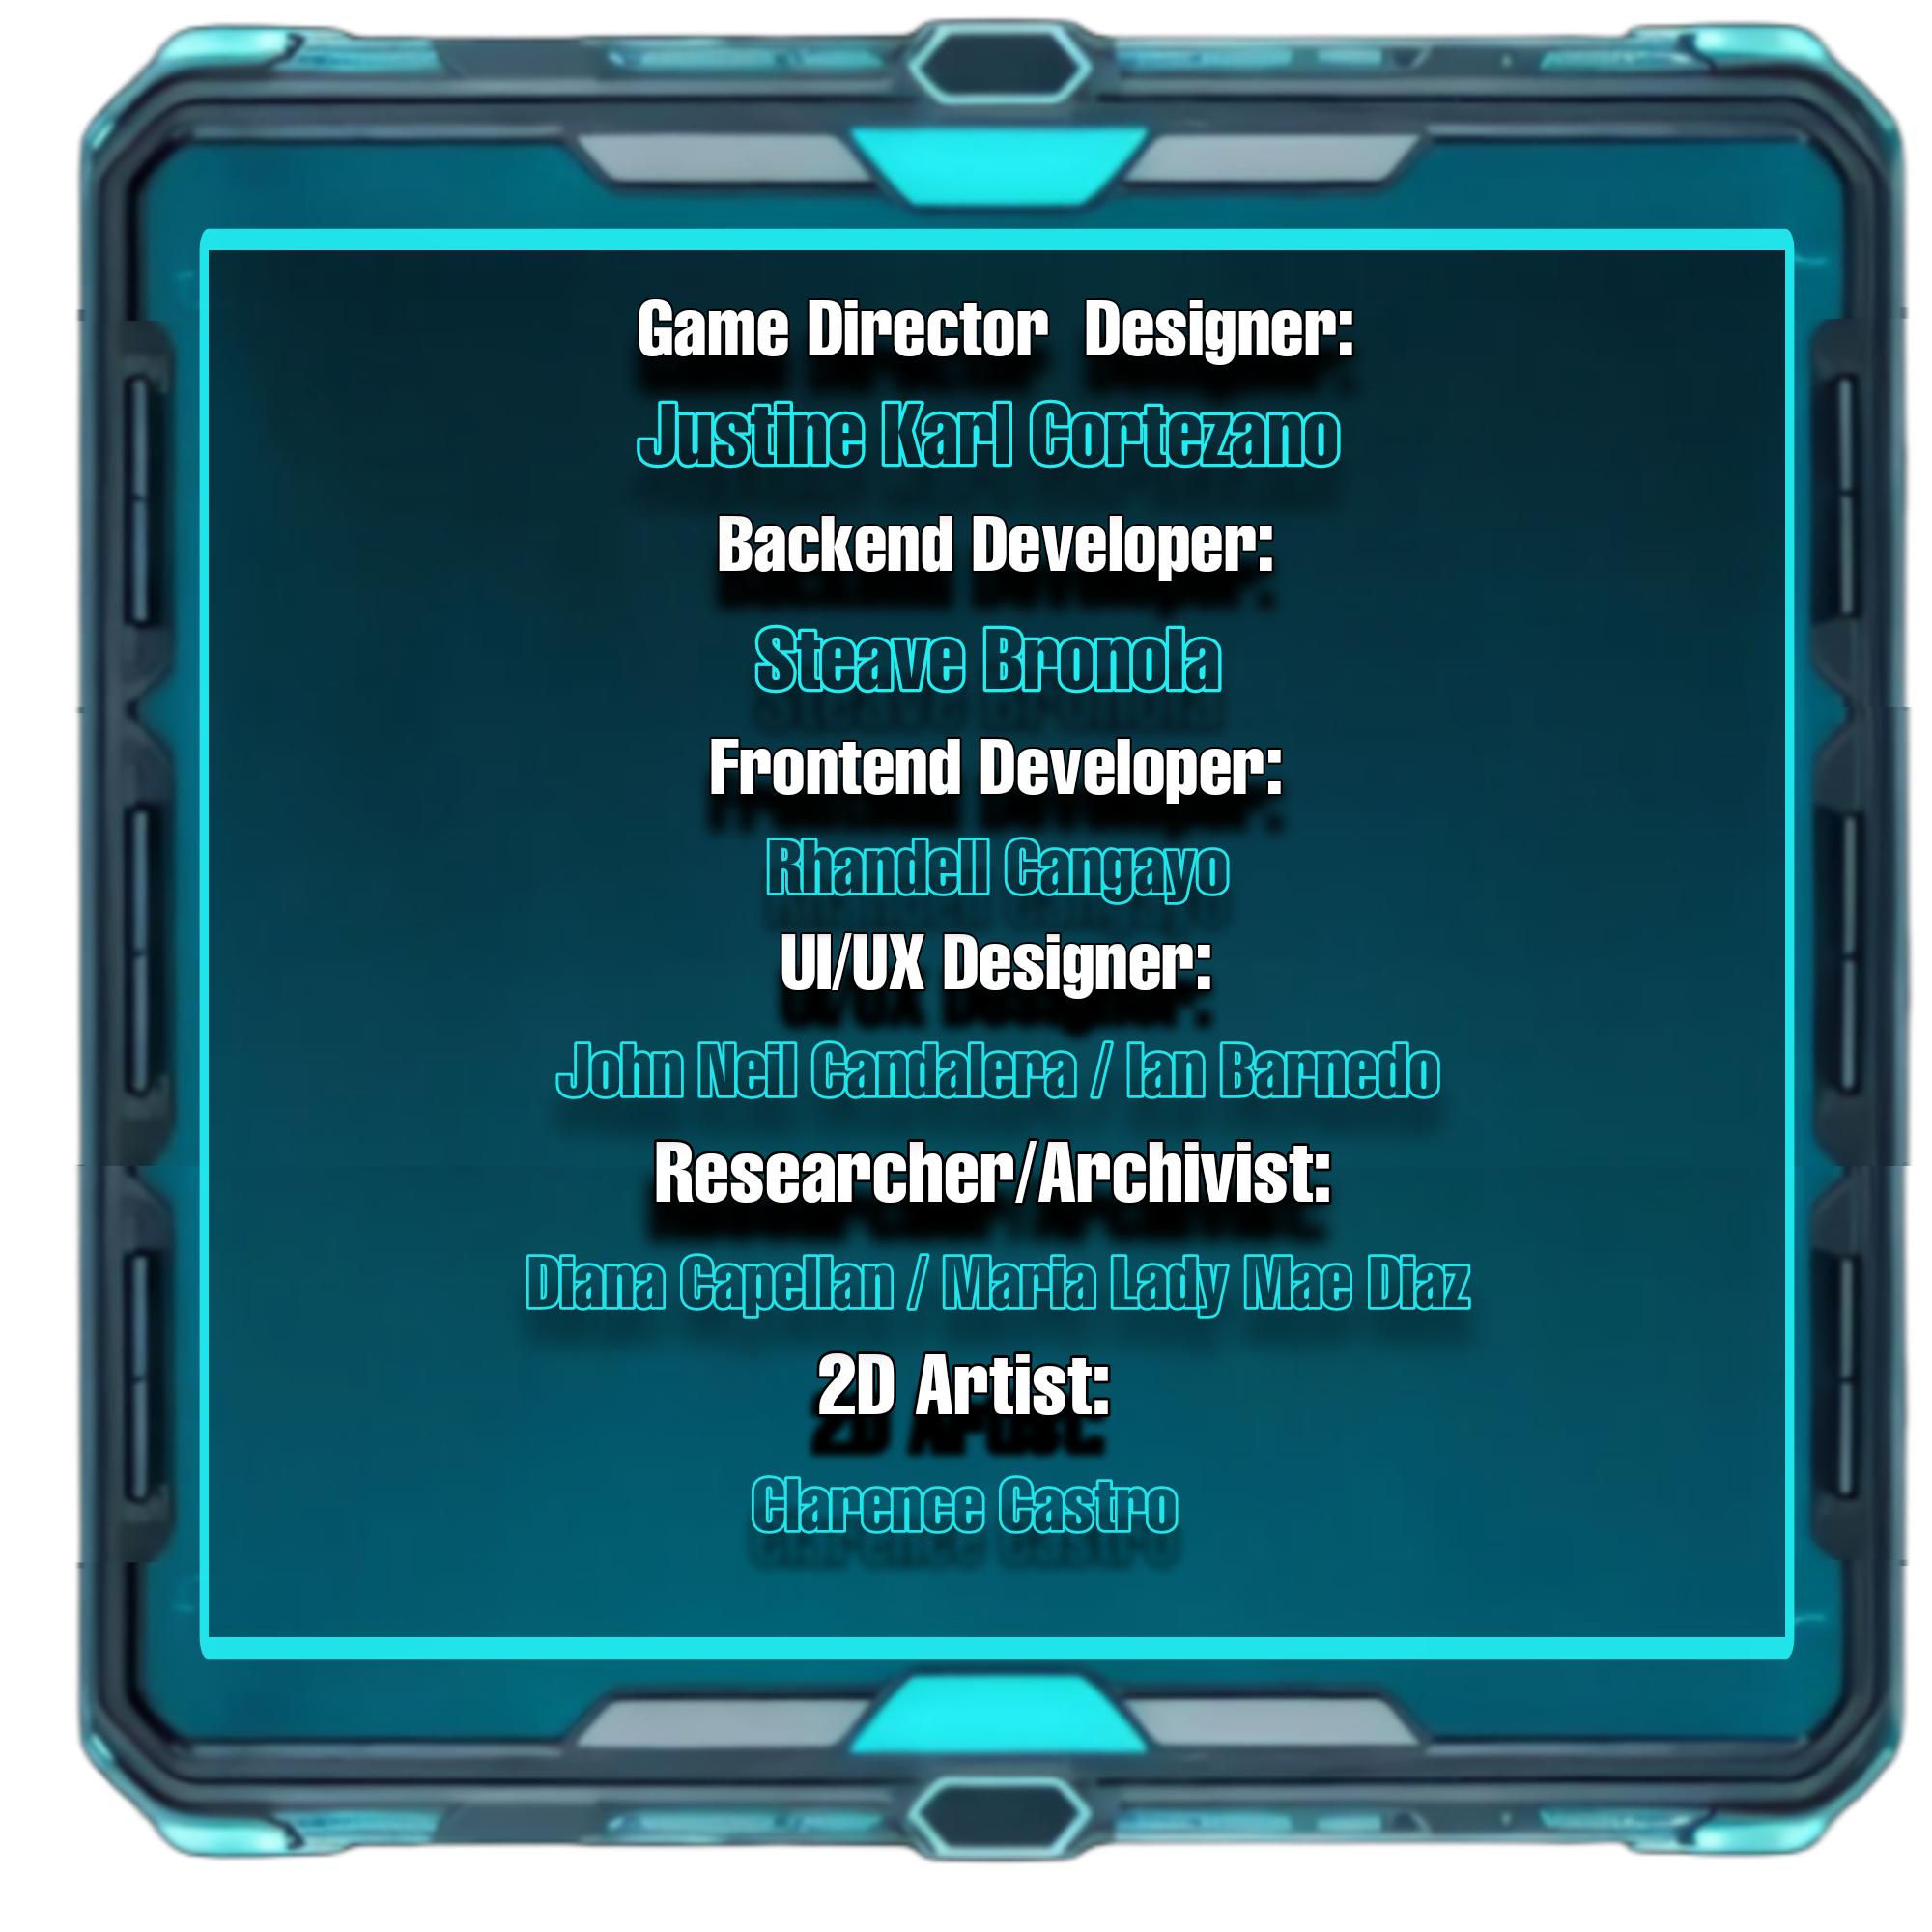 Game Director  Designer:
Justine Karl Cortezano
Backend Developer:
Steave Bronola
Frontend Developer:
Rhandell Cangayo
UI/UX Designer:
John Neil Candalera / Ian Barnedo
Researcher/Archivist:
Diana Capellan / Maria Lady Mae Diaz
2D Artist:
Clarence Castro